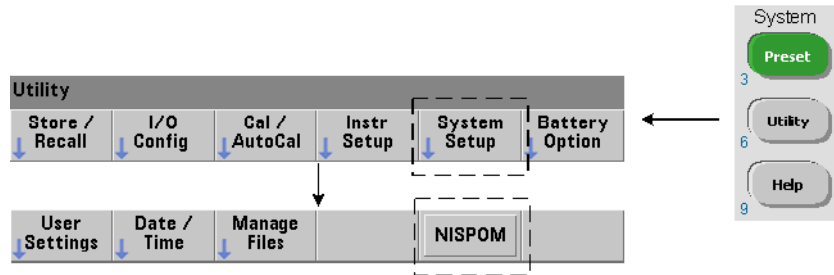 System
Preset
3
Utility
Store / I/O Cal / Instr System Battery
Recall Config AutoCal Setup Setup Option
Utility
6
Help
9
User Date / Manage
Settings Time Files
NISPOM